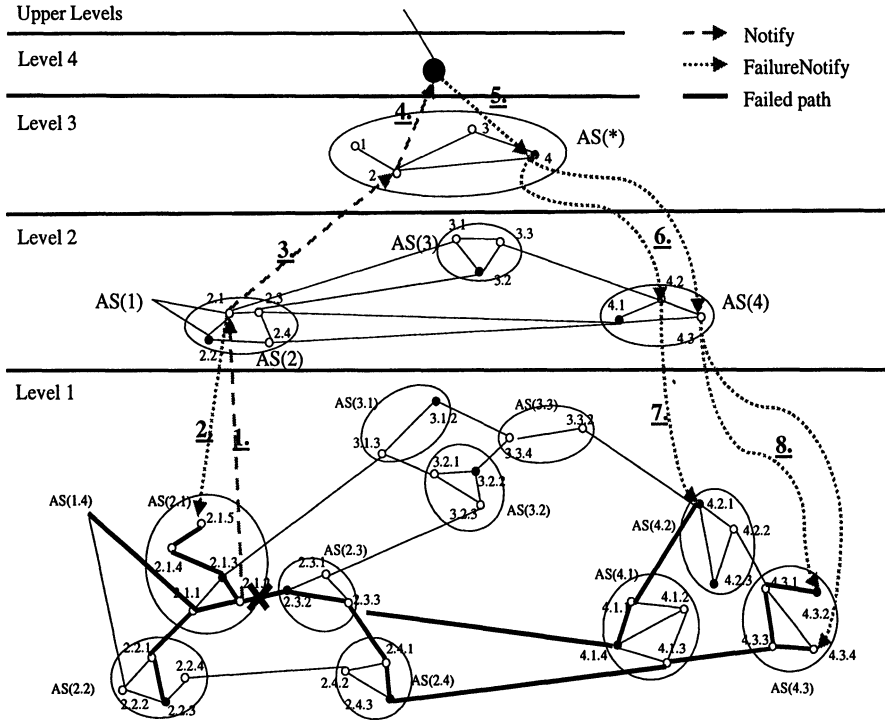 Upper Levels
Notify
Level 4
FailureNotify
5.
Failed path
4.
Level 3
3
AS(*)
1
4
2
Level 2
3.1
3.3
AS(3)
6.
3.
3.2
4.2
AS(1)
2.1
2.3
4.1
AS(4)
2.4
2.2
4.3
AS(2)
Level 1
AS(3.1)
AS(3.3)
7.
3.1.2
3.3.2
2.
1.
3.3.4
8.
3.1.3
3.2.1
3.2.2
AS(1.4)
AS(2.1)
4.2.1
3.2.3
AS(3.2)
2.1.5
AS(4.2)
4.2.2
2.1.4
AS(2.3)
2.1.3
2.3.1
AS(4.1)
4.2.3
4.3.1
2.1.2
4.1.2
2.1.1
2.3.2
2.3.3
4.1.1
4.3.2
2.2.1
2.4.1
4.1.4
4.1.3
4.3.3
4.3.4
2.2.4
2.4.2
AS(2.2)
AS(2.4)
AS(4.3)
2.2.2
2.2.3
2.4.3